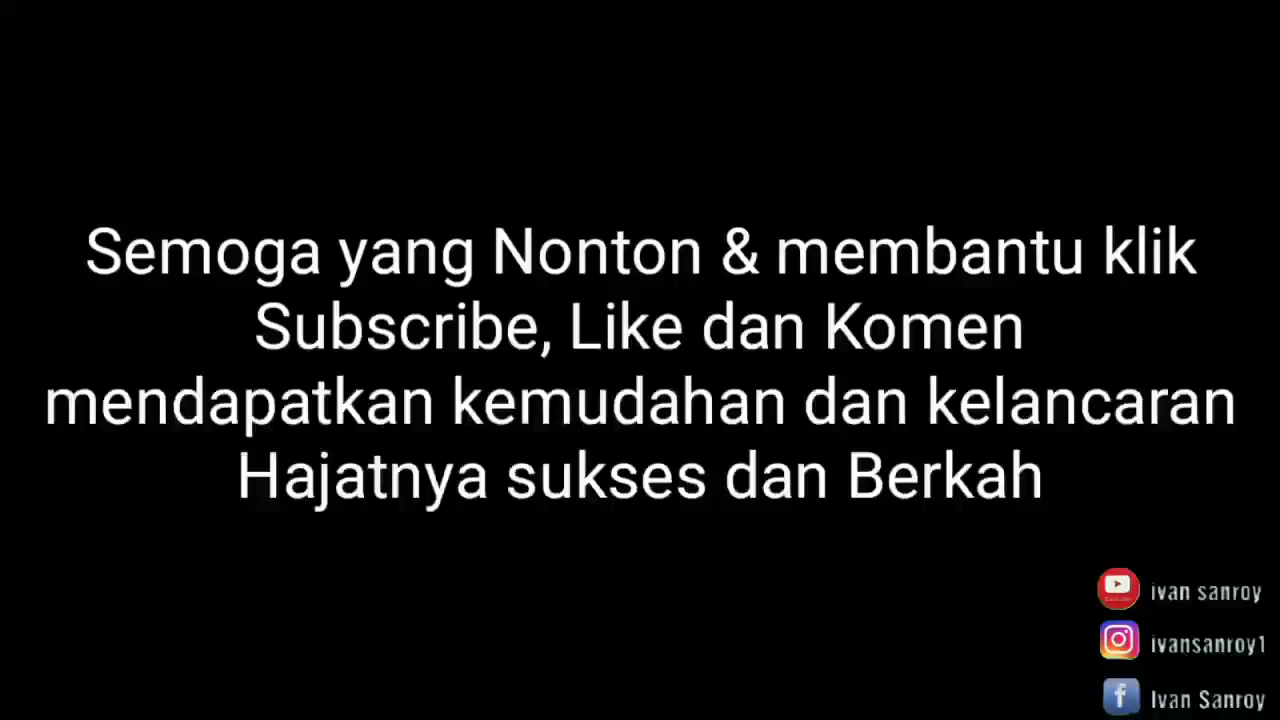 Semoga yang Nonton & membantu klik
Subscribe, Like dan Komen
mendapatkan kemudahan dan kelancaran
Hajatnya sukses dan Berkah
ivan sanroy
ivansanroy1
Ivan Sanroy